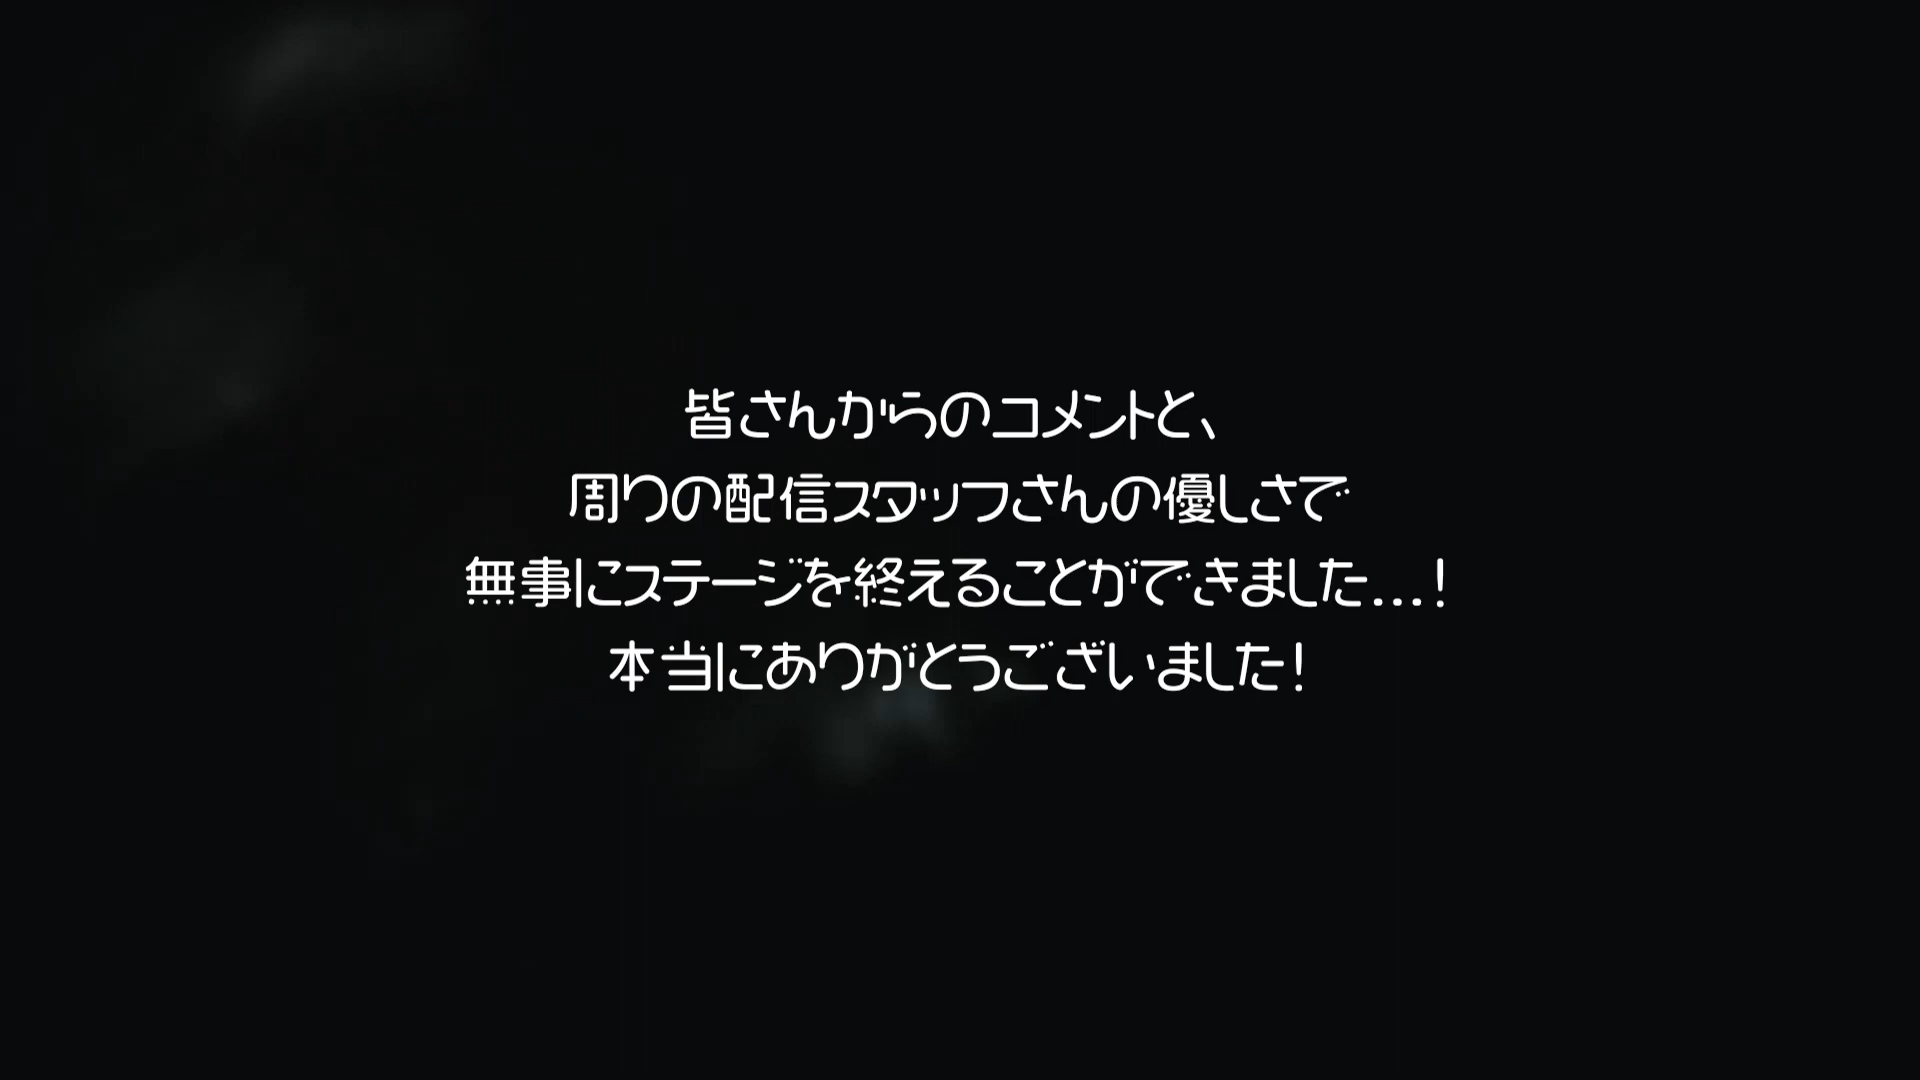 皆さんからのコメントと、
周りの配信スタッフさんの優しさで
無事にステージを終えることができました...!
本当にありがとうございました!